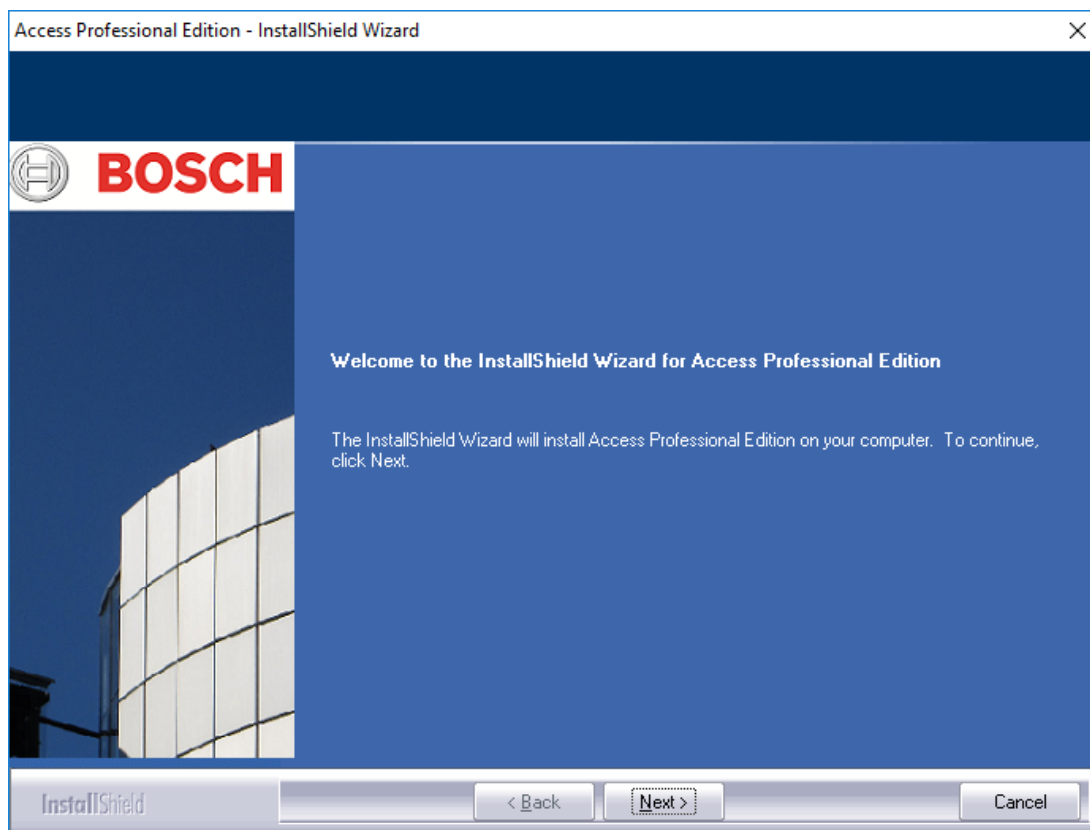 Access Professional Edition - InstallShield Wizard
BOSCH
Welcome to the InstallShield Wizard for Access Professional Edition
The InstallShield Wizard will install Access Professional Edition on your computer.  To continue,
click Next.
InstallShield
< Back
Next >
Cancel